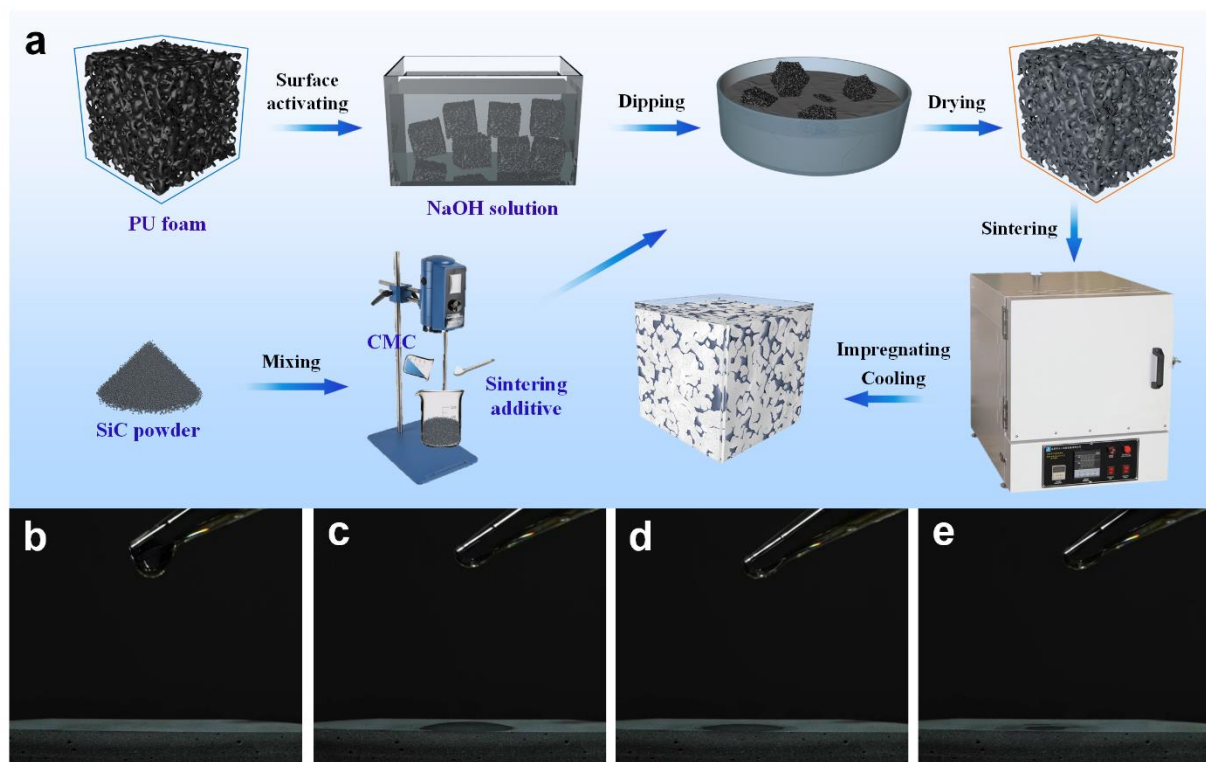 a
Surface
activating
Dipping
Drying
PU foam
NaOH solution
Sintering
CMC
Mixing
Sintering
additive
Impregnating
Cooling
SiC powder
b
c
d
e